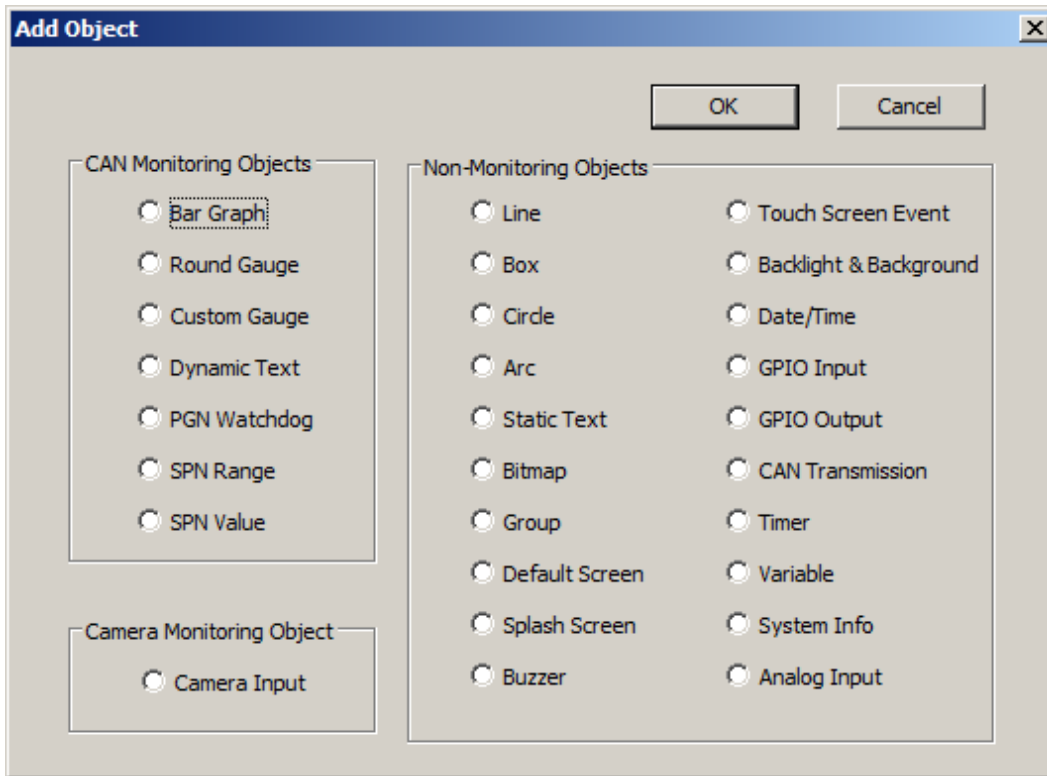 Add Object
OK
Cancel
CAN Monitoring Objects
Bar Graph
Round Gauge
Custom Gauge
Dynamic Text
PGN Watchdog
SPN Range
SPN Value
Camera Monitoring Object
Camera Input
Non-Monitoring Objects
Line
Box
Circle
Arc
Static Text
Bitmap
Group
Default Screen
Splash Screen
Buzzer
Touch Screen Event
Backlight & Background
Date/Time
GPIO Input
GPIO Output
CAN Transmission
Timer
Variable
System Info
Analog Input